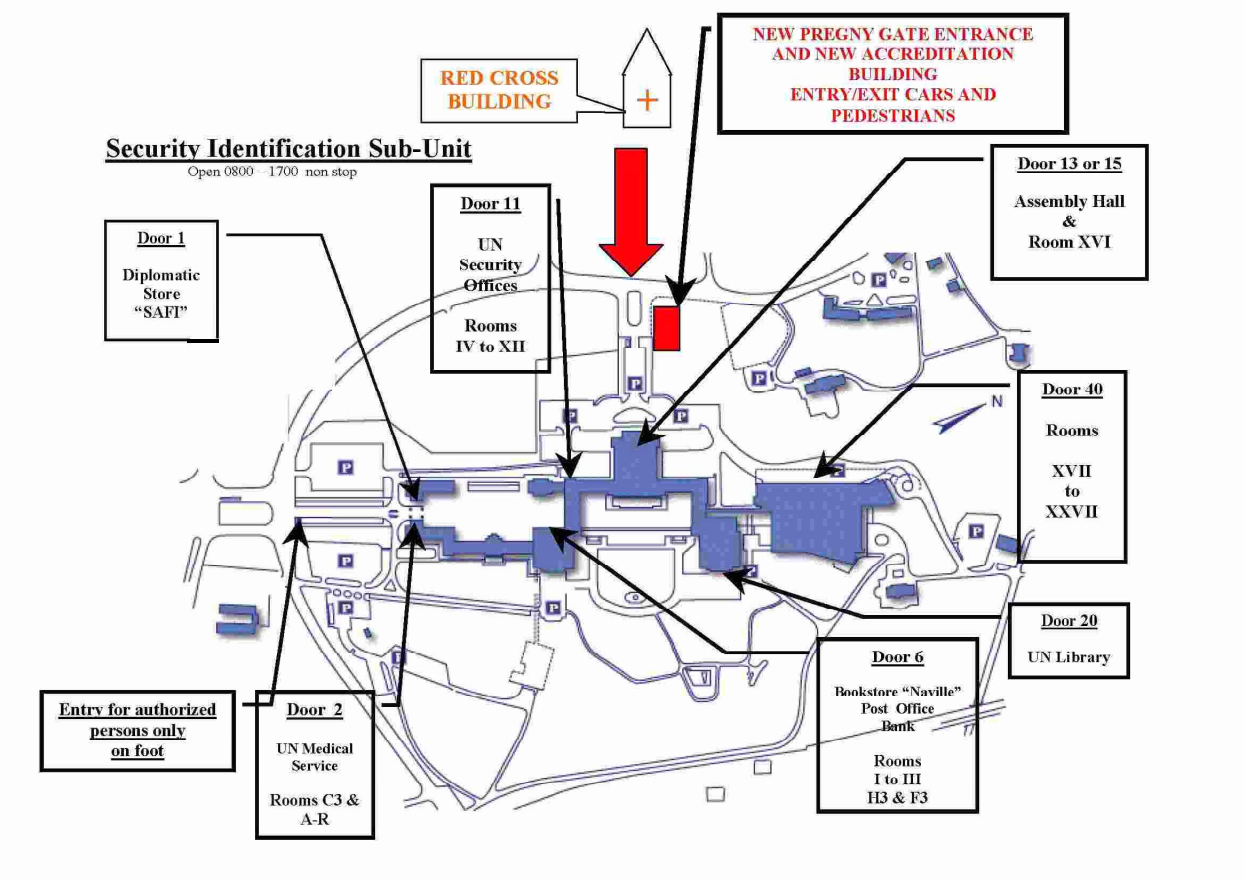 NEW PREGNY GATE ENTRANCE
AND NEW ACCREDITATION
BUILDING
ENTRY/EXIT CARS AND
PEDESTRIANS
RED CROSS
BUILDING
Security Identification Sub-Unit
Open 0800 – 1700 non stop
Door 13 or 15
Assembly Hall
&
Room XVI
Door 11
UN
Security
Offices
Rooms
IV to XII
Door 1
Diplomatic
Store
“SAFI”
Door 40
Rooms
XVII
to
XXVII
N
P
P
P
P
P
P
P
P
P
P
P
P
Door 20
UN Library
Door 6
Bookstore “Naville”
Post Office
Bank
Rooms
I to III
H3 & F3
Entry for authorized
persons only
on foot
Door 2
UN Medical
Service
Rooms C3 &
A-R